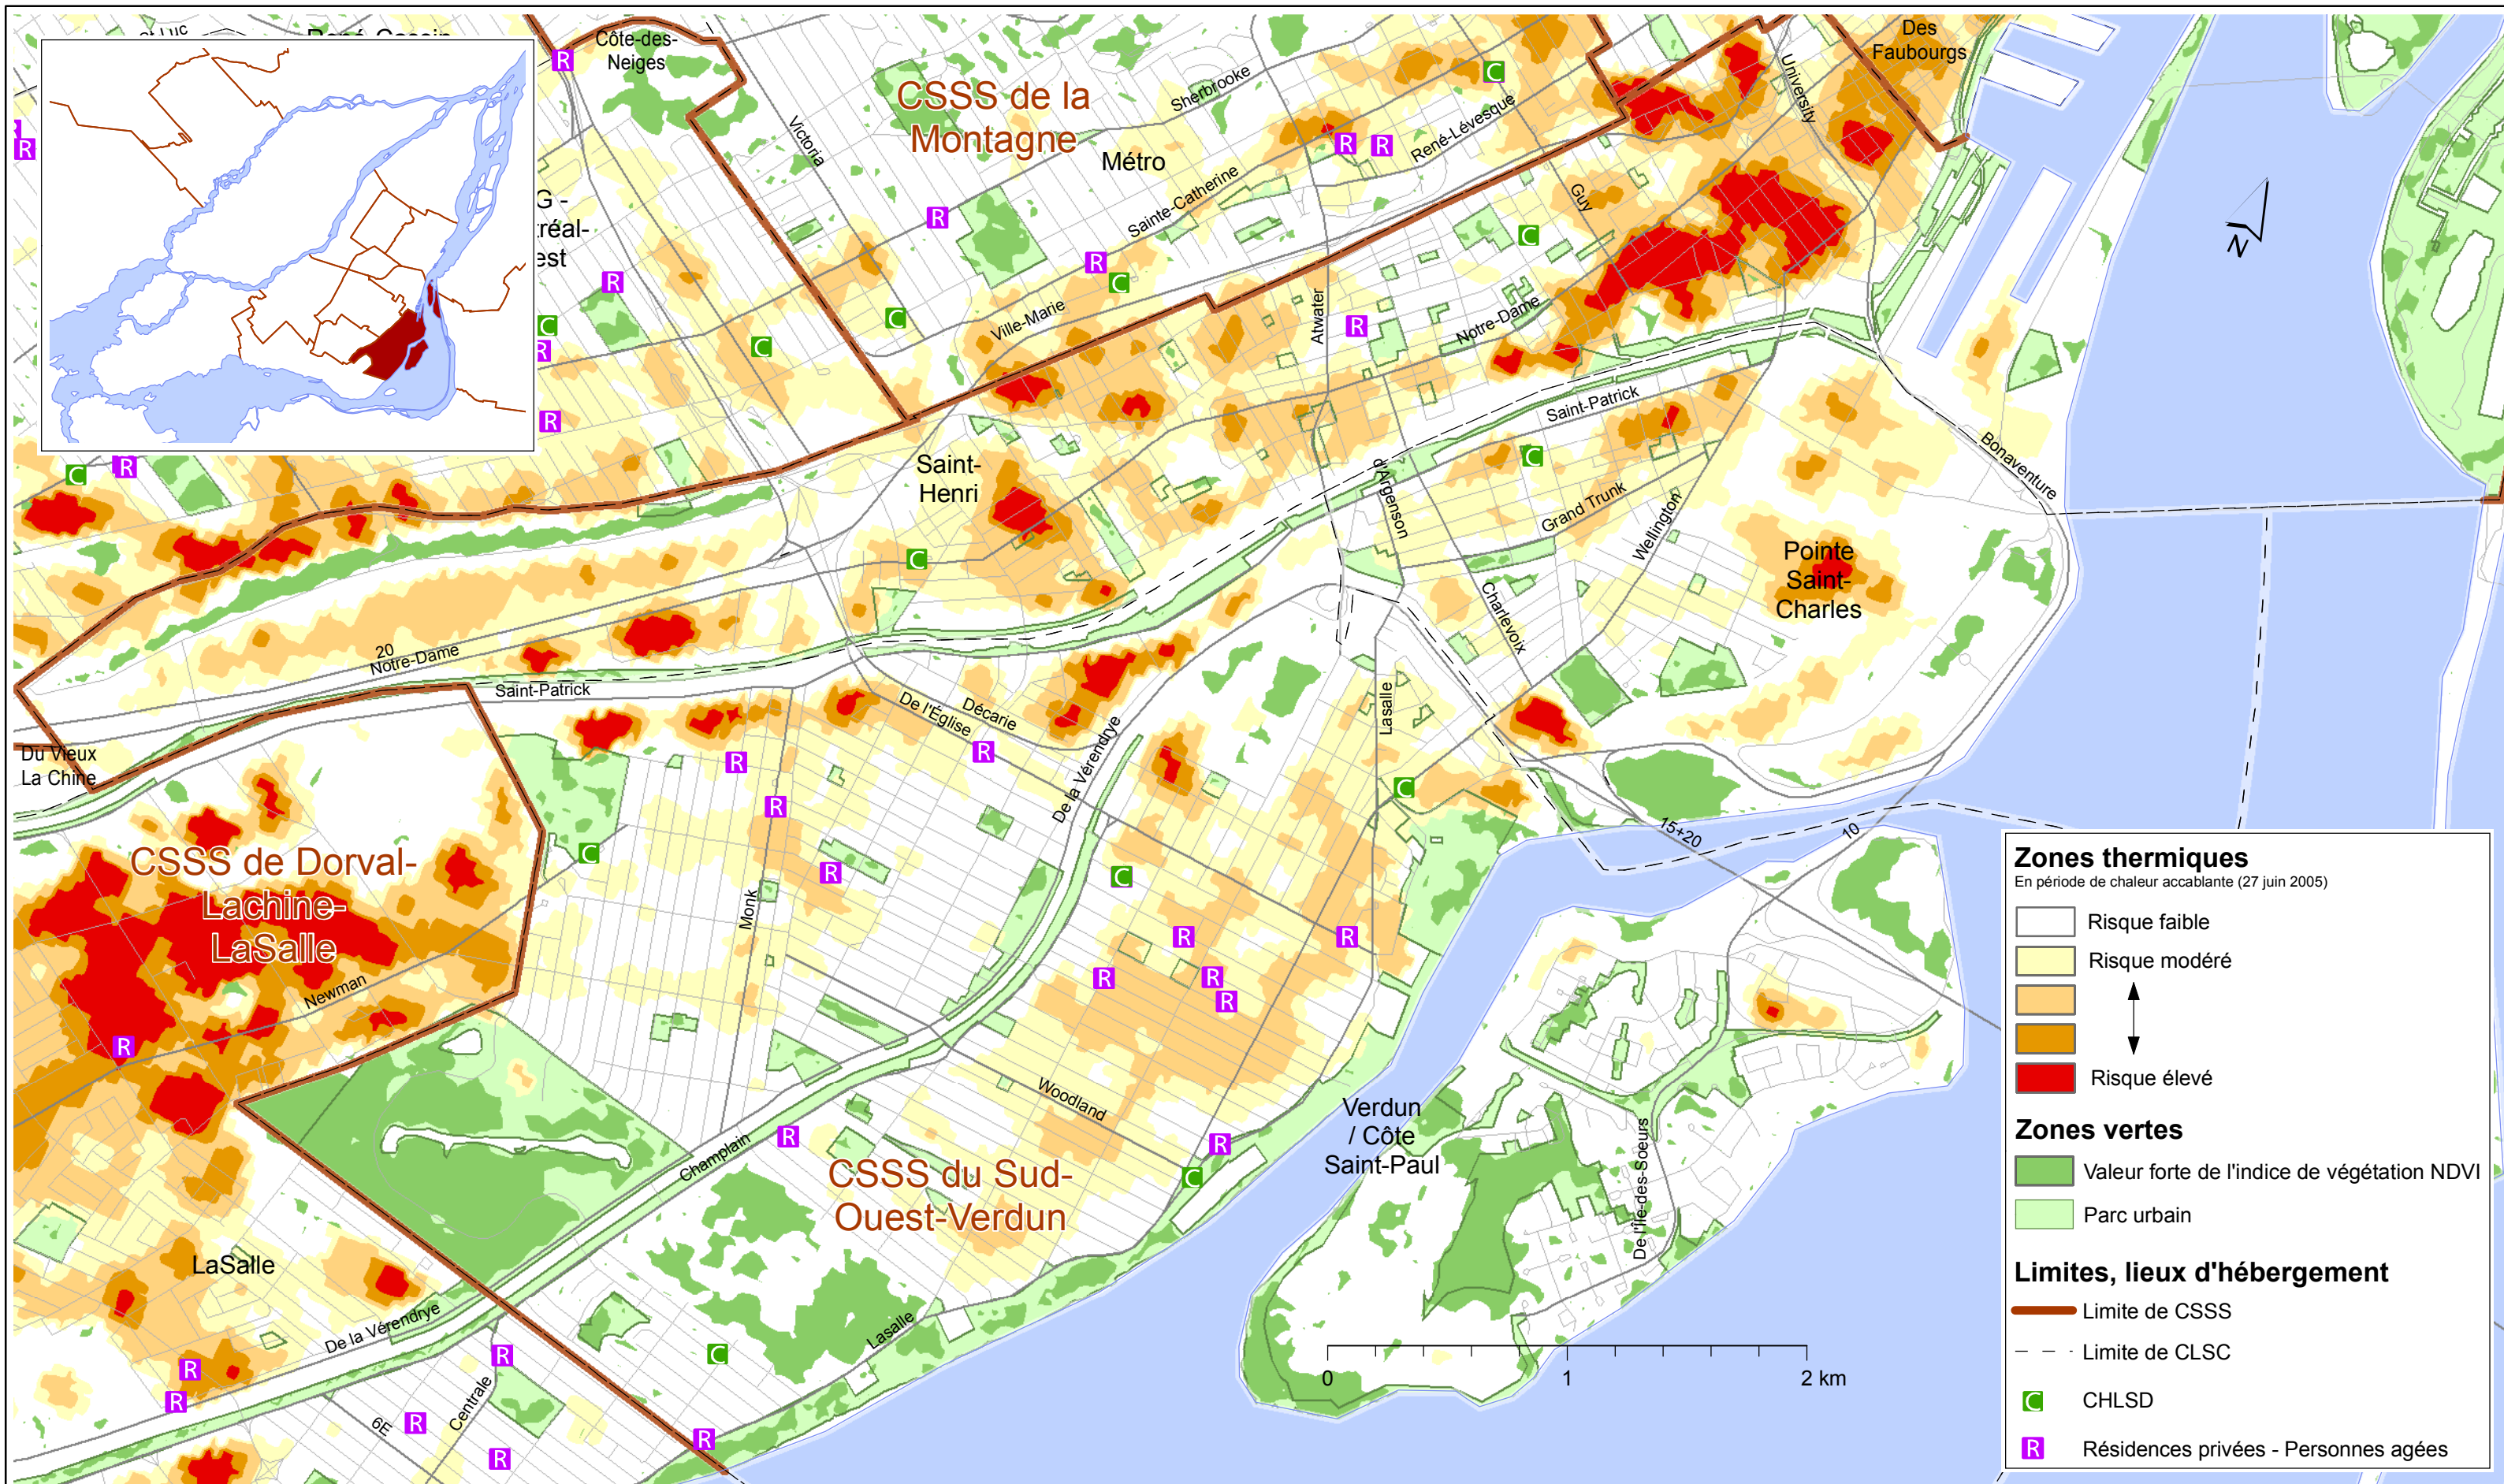 René-Cassin
Côte-des-
Neiges
Des
Faubourgs
CSSS de la
Montagne
Sherbrooke
University
Victoria
Métro
René-Lévesque
Sainte-Catherine
Guy
Ville-Marie
Atwater
Notre-Dame
Saint-Patrick
Bonaventure
Saint-
Henri
d'Argenson
Grand Trunk
Wellington
Pointe
Saint-
Charles
Charlevoix
20
Notre-Dame
Saint-Patrick
Décarie
De l'Église
Lasalle
De la Vérendrye
Du Vieux
La Chine
CSSS de Dorval-
Lachine-
LaSalle
Newman
Monk
15+20
10
Woodland
Verdun
/ Côte
Saint-Paul
De l'Île-des-Soeurs
Champlain
CSSS du Sud-
Ouest-Verdun
LaSalle
De la Vérendrye
Lasalle
Centrale
6E
N
0 1 2 km
Zones thermiques
En période de chaleur accablante (27 juin 2005)
Risque faible
Risque modéré
Risque élevé
Zones vertes
Valeur forte de l'indice de végétation NDVI
Parc urbain
Limites, lieux d'hébergement
Limite de CSSS
Limite de CLSC
C CHLSD
R Résidences privées - Personnes agées